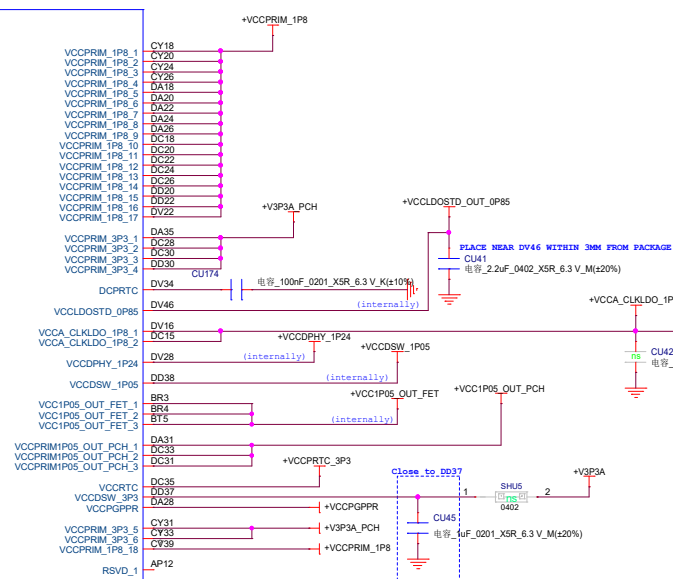 +VCCPRIM_1P8
VCCPRIM_1P8_1 CY18
VCCPRIM_1P8_2 CY20
VCCPRIM_1P8_3 CY24
VCCPRIM_1P8_4 CY26
VCCPRIM_1P8_5 DA18
VCCPRIM_1P8_6 DA20
VCCPRIM_1P8_7 DA22
VCCPRIM_1P8_8 DA24
VCCPRIM_1P8_9 DA26
VCCPRIM_1P8_10 DC18
VCCPRIM_1P8_11 DC20
VCCPRIM_1P8_12 DC22
VCCPRIM_1P8_13 DC24
VCCPRIM_1P8_14 DC26
VCCPRIM_1P8_15 DD20
VCCPRIM_1P8_16 DD22
VCCPRIM_1P8_17 DV22
+V3P3A_PCH
+VCCLDOSTD_OUT_0P85
VCCPRIM_3P3_1 DA35
VCCPRIM_3P3_2 DC28
VCCPRIM_3P3_3 DC30
VCCPRIM_3P3_4 DD30
PLACE NEAR DV46 WITHIN 3MM FROM PACKAGE
CU41
电容_2.2uF_0402_X5R_6.3 V_M(±20%)
CU174
电容_100nF_0201_X5R_6.3 V_K(±10%)
DCPRTC DV34
VCCLDOSTD_0P85 DV46 (internally)
+VCCA_CLKLDO_1P
VCCA_CLKLDO_1P8_1 DV16
VCCA_CLKLDO_1P8_2 DC15
+VCCDPHY_1P24
ns CU42
电容_
VCCDPHY_1P24 DV28 (internally)
+VCCDSW_1P05
VCCDSW_1P05 DD38 (internally)
+VCC1P05_OUT_FET
+VCC1P05_OUT_PCH
VCC1P05_OUT_FET_1 BR3
VCC1P05_OUT_FET_2 BR4
VCC1P05_OUT_FET_3 BT5 (internally)
VCCPRIM1P05_OUT_PCH_1 DA31
VCCPRIM1P05_OUT_PCH_2 DC33
VCCPRIM1P05_OUT_PCH_3 DC31
+VCCPRTC_3P3
Close to DD37
+V3P3A
VCCRTC DC35
VCCDSW_3P3 DD37
1 SHU5 2
ns
0402
VCCPGPPR DA28 +VCCPGPPR
CU45
电容_1uF_0201_X5R_6.3 V_M(±20%)
VCCPRIM_3P3_5 CY31 +V3P3A_PCH
VCCPRIM_3P3_6 CY33
VCCPRIM_1P8_18 CV39 +VCCPRIM_1P8
RSVD_1 AP12